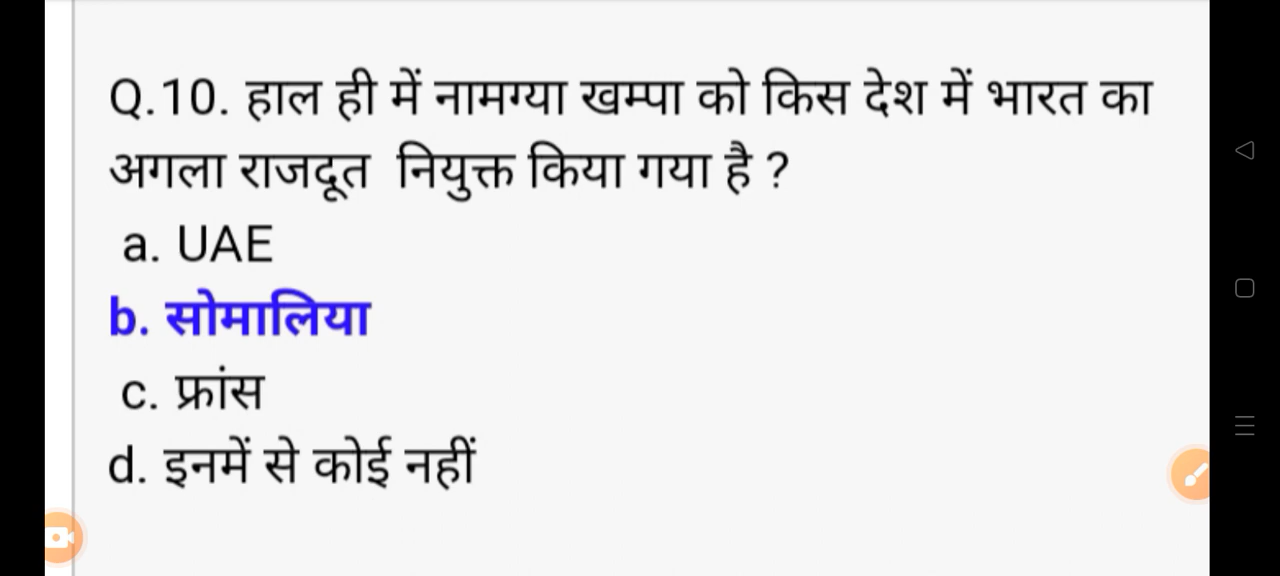 Q.10. हाल ही में नामग्या खम्पा को किस देश में भारत का
अगला राजदूत नियुक्त किया गया है ?
a. UAE
b. सोमालिया
c. फ्रांस
d. इनमें से कोई नहीं